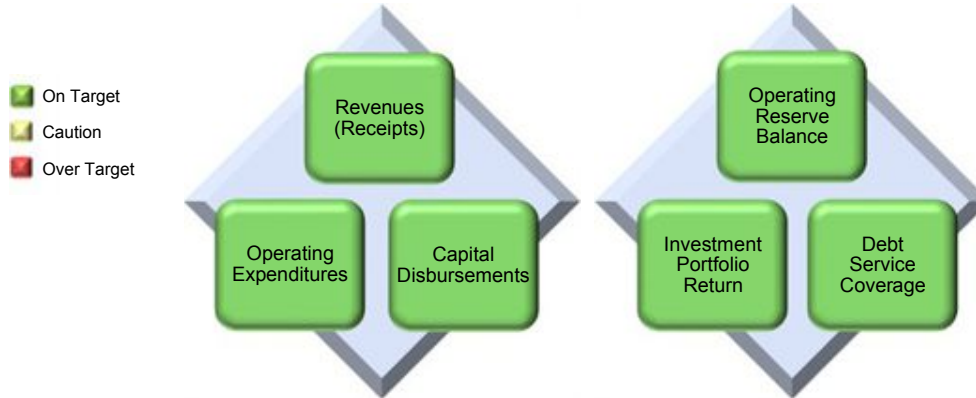 On Target
Caution
Over Target
Revenues
(Receipts)
Operating
Expenditures
Capital
Disbursements
Operating
Reserve
Balance
Investment
Portfolio
Return
Debt
Service
Coverage